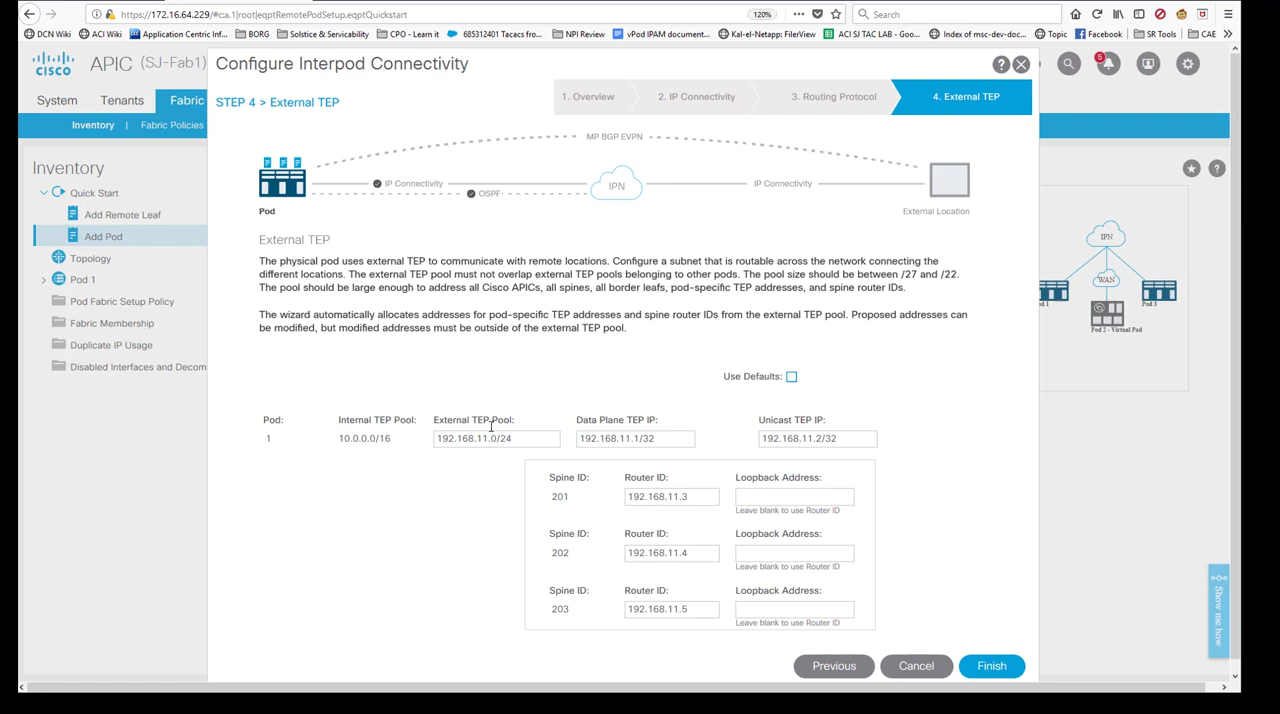 https://172.16.64.229/#ca.1|root|eqptRemotePodSetup,eqptQuickstart
120%
Search
DCN Wiki
ACI Wiki
Application Centric Inf...
BORG
Solstice & Servicability
CPO - Learn it
685312401 Tacacs fro...
NPI Review
vPod IPAM document...
Kal-el-Netapp: FilerView
ACI SJ TAC LAB - Goo...
Index of msc-dev-doc...
Topic
Facebook
SR Tools
CAE
CISCO
APIC
(SJ-Fab1)
5
System
Tenants
Fabric
Inventory
Fabric Policies
Inventory
Quick Start
Add Remote Leaf
Add Pod
Topology
Pod 1
Pod Fabric Setup Policy
Fabric Membership
Duplicate IP Usage
Disabled Interfaces and Decom
Configure Interpod Connectivity
STEP 4 > External TEP
1. Overview
2. IP Connectivity
3. Routing Protocol
4. External TEP
MP BGP EVPN
IP Connectivity
OSPF
IPN
IP Connectivity
Pod
External Location
External TEP
The physical pod uses external TEP to communicate with remote locations. Configure a subnet that is routable across the network connecting the
different locations. The external TEP pool must not overlap external TEP pools belonging to other pods. The pool size should be between /27 and /22.
The pool should be large enough to address all Cisco APICs, all spines, all border leafs, pod-specific TEP addresses, and spine router IDs.
The wizard automatically allocates addresses for pod-specific TEP addresses and spine router IDs from the external TEP pool. Proposed addresses can
be modified, but modified addresses must be outside of the external TEP pool.
Use Defaults:
Pod:
Internal TEP Pool:
External TEP Pool:
Data Plane TEP IP:
Unicast TEP IP:
1
10.0.0.0/16
192.168.11.0/24
192.168.11.1/32
192.168.11.2/32
Spine ID:
Router ID:
Loopback Address:
201
192.168.11.3
Leave blank to use Router ID
Spine ID:
Router ID:
Loopback Address:
202
192.168.11.4
Leave blank to use Router ID
Spine ID:
Router ID:
Loopback Address:
203
192.168.11.5
Leave blank to use Router ID
Previous
Cancel
Finish
IPN
WAN
Pod 3
Pod 2 - Virtual Pod
Show me how